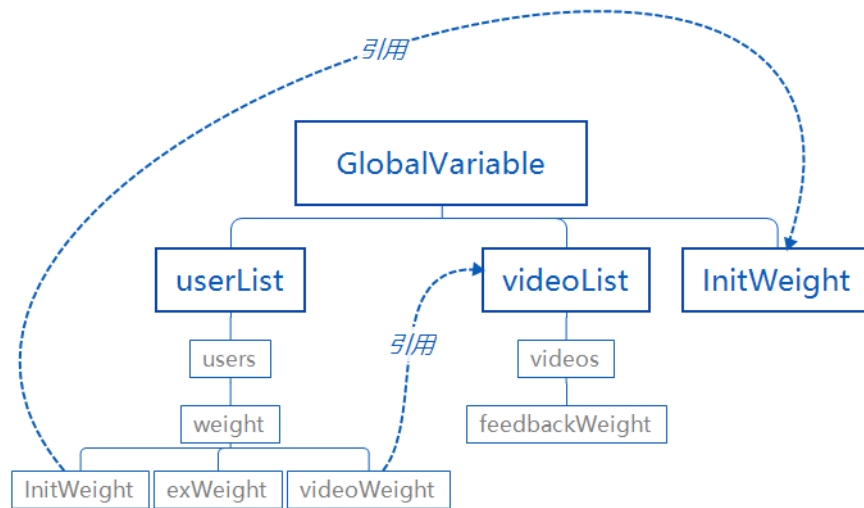 引用
GlobalVariable
userList
videoList
InitWeight
引用
users
videos
weight
feedbackWeight
InitWeight
exWeight
videoWeight